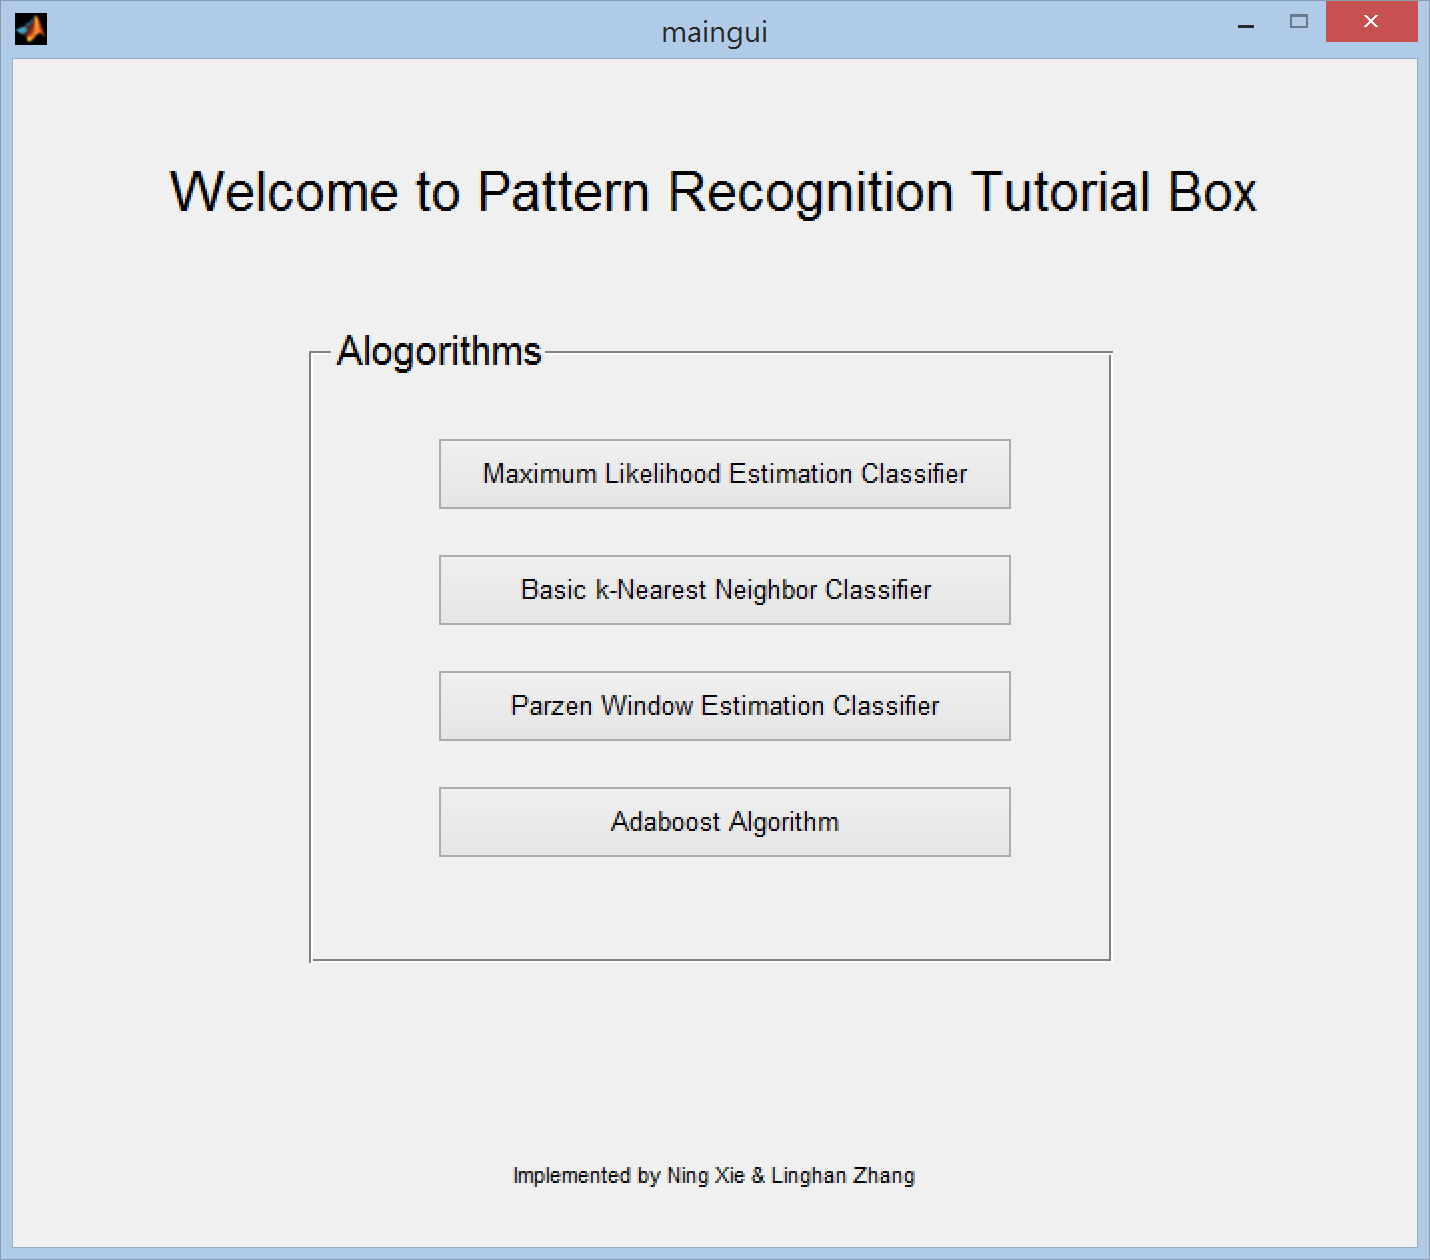 maingui
Welcome to Pattern Recognition Tutorial Box
Alogorithms
Maximum Likelihood Estimation Classifier
Basic k-Nearest Neighbor Classifier
Parzen Window Estimation Classifier
Adaboost Algorithm
Implemented by Ning Xie & Linghan Zhang